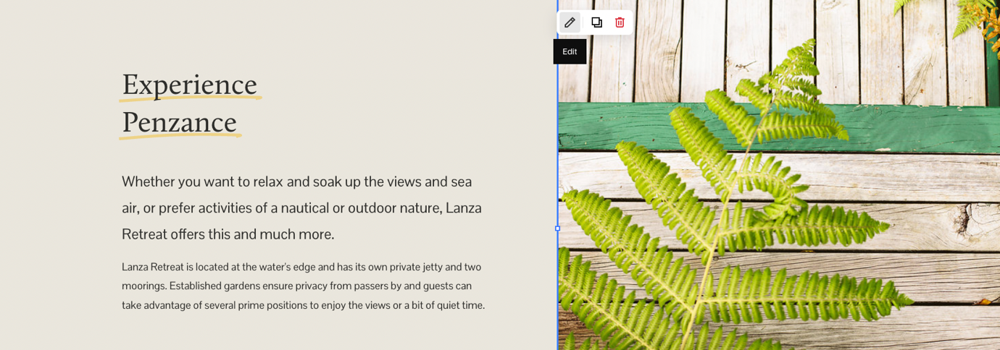 Edit
Experience
Penzance
Whether you want to relax and soak up the views and sea
air, or prefer activities of a nautical or outdoor nature, Lanza
Retreat offers this and much more.
Lanza Retreat is located at the water's edge and has its own private jetty and two
moorings. Established gardens ensure privacy from passers by and guests can
take advantage of several prime positions to enjoy the views or a bit of quiet time.